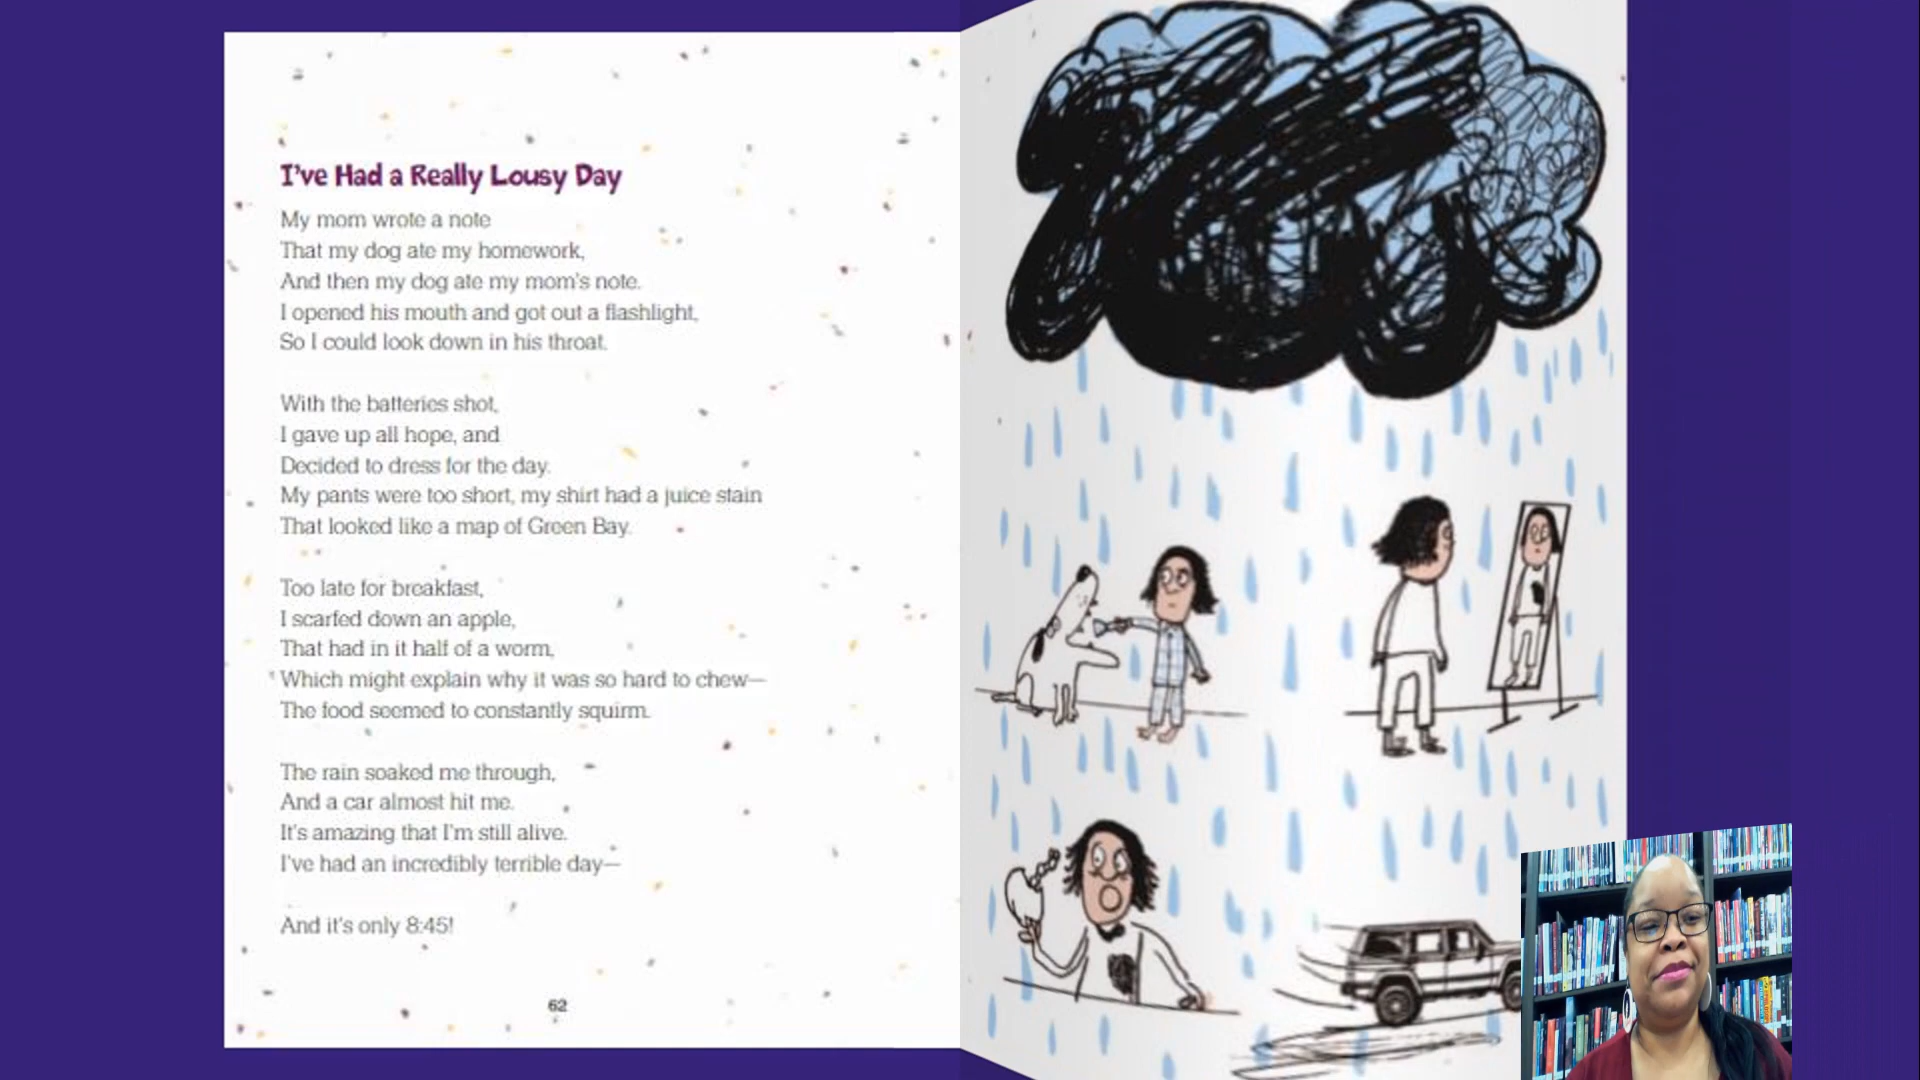 I've Had a Really Lousy Day
My mom wrote a note
That my dog ate my homework,
And then my dog ate my mom's note.
I opened his mouth and got out a flashlight,
So I could look down in his throat.
With the batteries shot,
I gave up all hope, and
Decided to dress for the day.
My pants were too short, my shirt had a juice stain
That looked like a map of Green Bay.
Too late for breakfast,
I scarfed down an apple,
That had in it half of a worm,
Which might explain why it was so hard to chew—
The food seemed to constantly squirm.
The rain soaked me through,
And a car almost hit me.
It's amazing that I'm still alive.
I've had an incredibly terrible day—
And it's only 8:45!
62